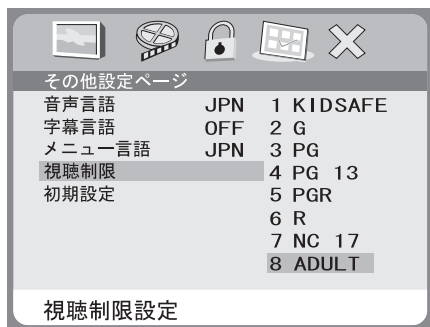 その他設定ページ
音声言語 JPN 1 KIDSAFE
字幕言語 OFF 2 G
メニュー言語 JPN 3 PG
視聴制限 4 PG 13
初期設定 5 PGR
6 R
7 NC 17
8 ADULT
視聴制限設定